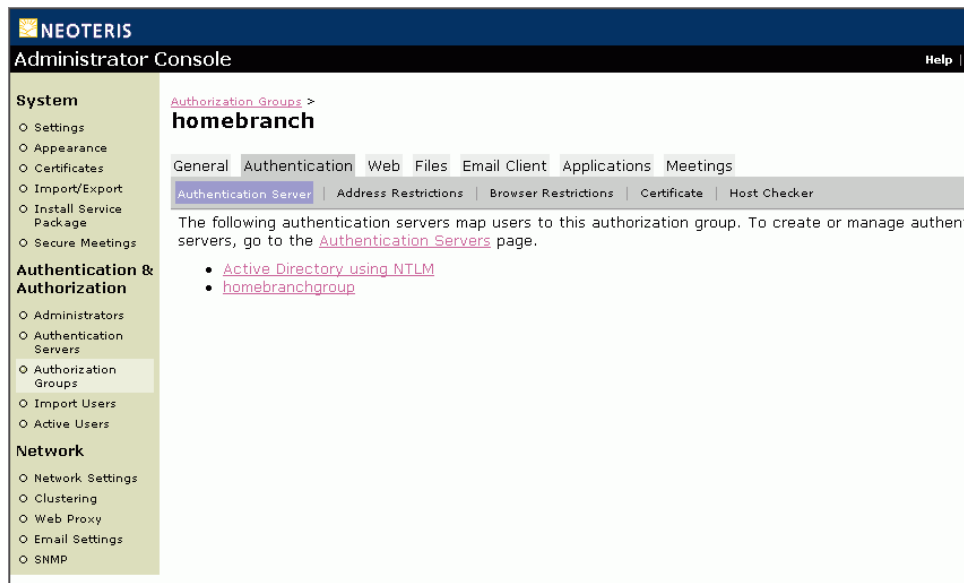 NEOTERIS
Administrator Console
Help |
System
Settings
Appearance
Certificates
Import/Export
Install Service
Package
Secure Meetings
Authentication &
Authorization
Administrators
Authentication
Servers
Authorization
Groups
Import Users
Active Users
Network
Network Settings
Clustering
Web Proxy
Email Settings
SNMP
Authorization Groups >
homebranch
General Authentication Web Files Email Client Applications Meetings
Authentication Server | Address Restrictions | Browser Restrictions | Certificate | Host Checker
The following authentication servers map users to this authorization group. To create or manage authen
servers, go to the Authentication Servers page.
• Active Directory using NTLM
• homebranchgroup